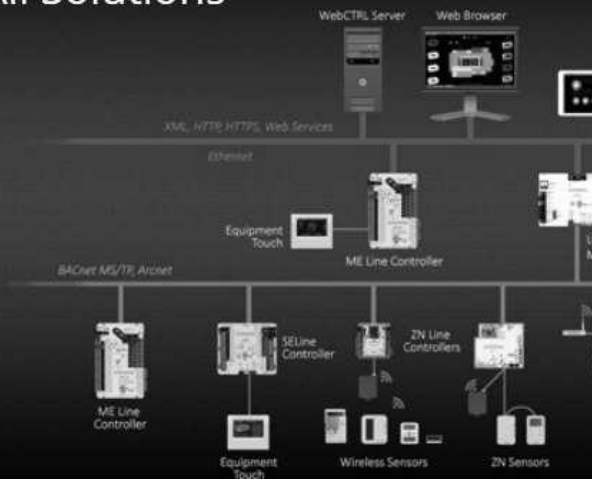 Solutions
WebCTRL Server
Web Browser
XML, HTTP, HTTPS, Web Services
Ethernet
Equipment
Touch
ME Line Controller
BACnet MS/TP, Arcnet
SELine
Controller
ZN Line
Controllers
ME Line
Controller
Equipment
Touch
Wireless Sensors
ZN Sensors